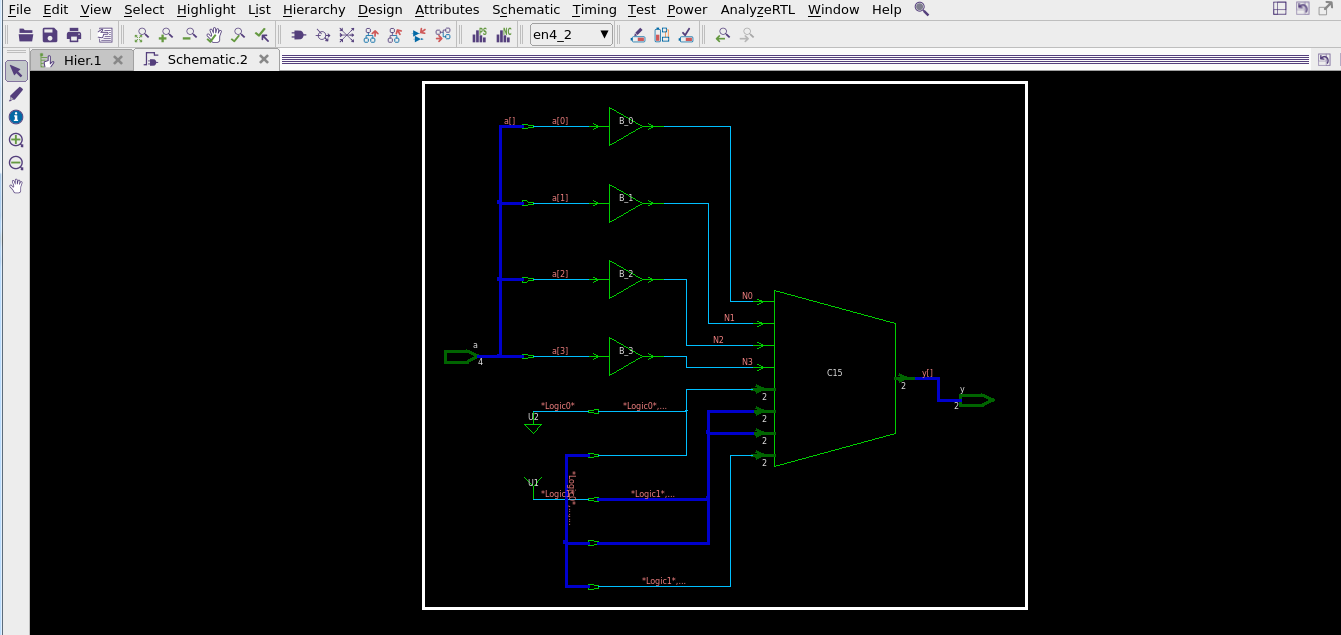 File Edit View Select Highlight List Hierarchy Design Attributes Schematic Timing Test Power AnalyzeRTL Window Help
PS NC en4_2
Hier.1 Schematic.2
a[] a[0] B_0
a[1] B_1
a[2] B_2
N0
N1
N2
a 4 a[3] B_3
N3
C15
2 y[] y 2
2
*Logic0* *Logic0*,...
U2
2
2
2
U1
*Logic1* *Logic1*,...
*Logic1*,...